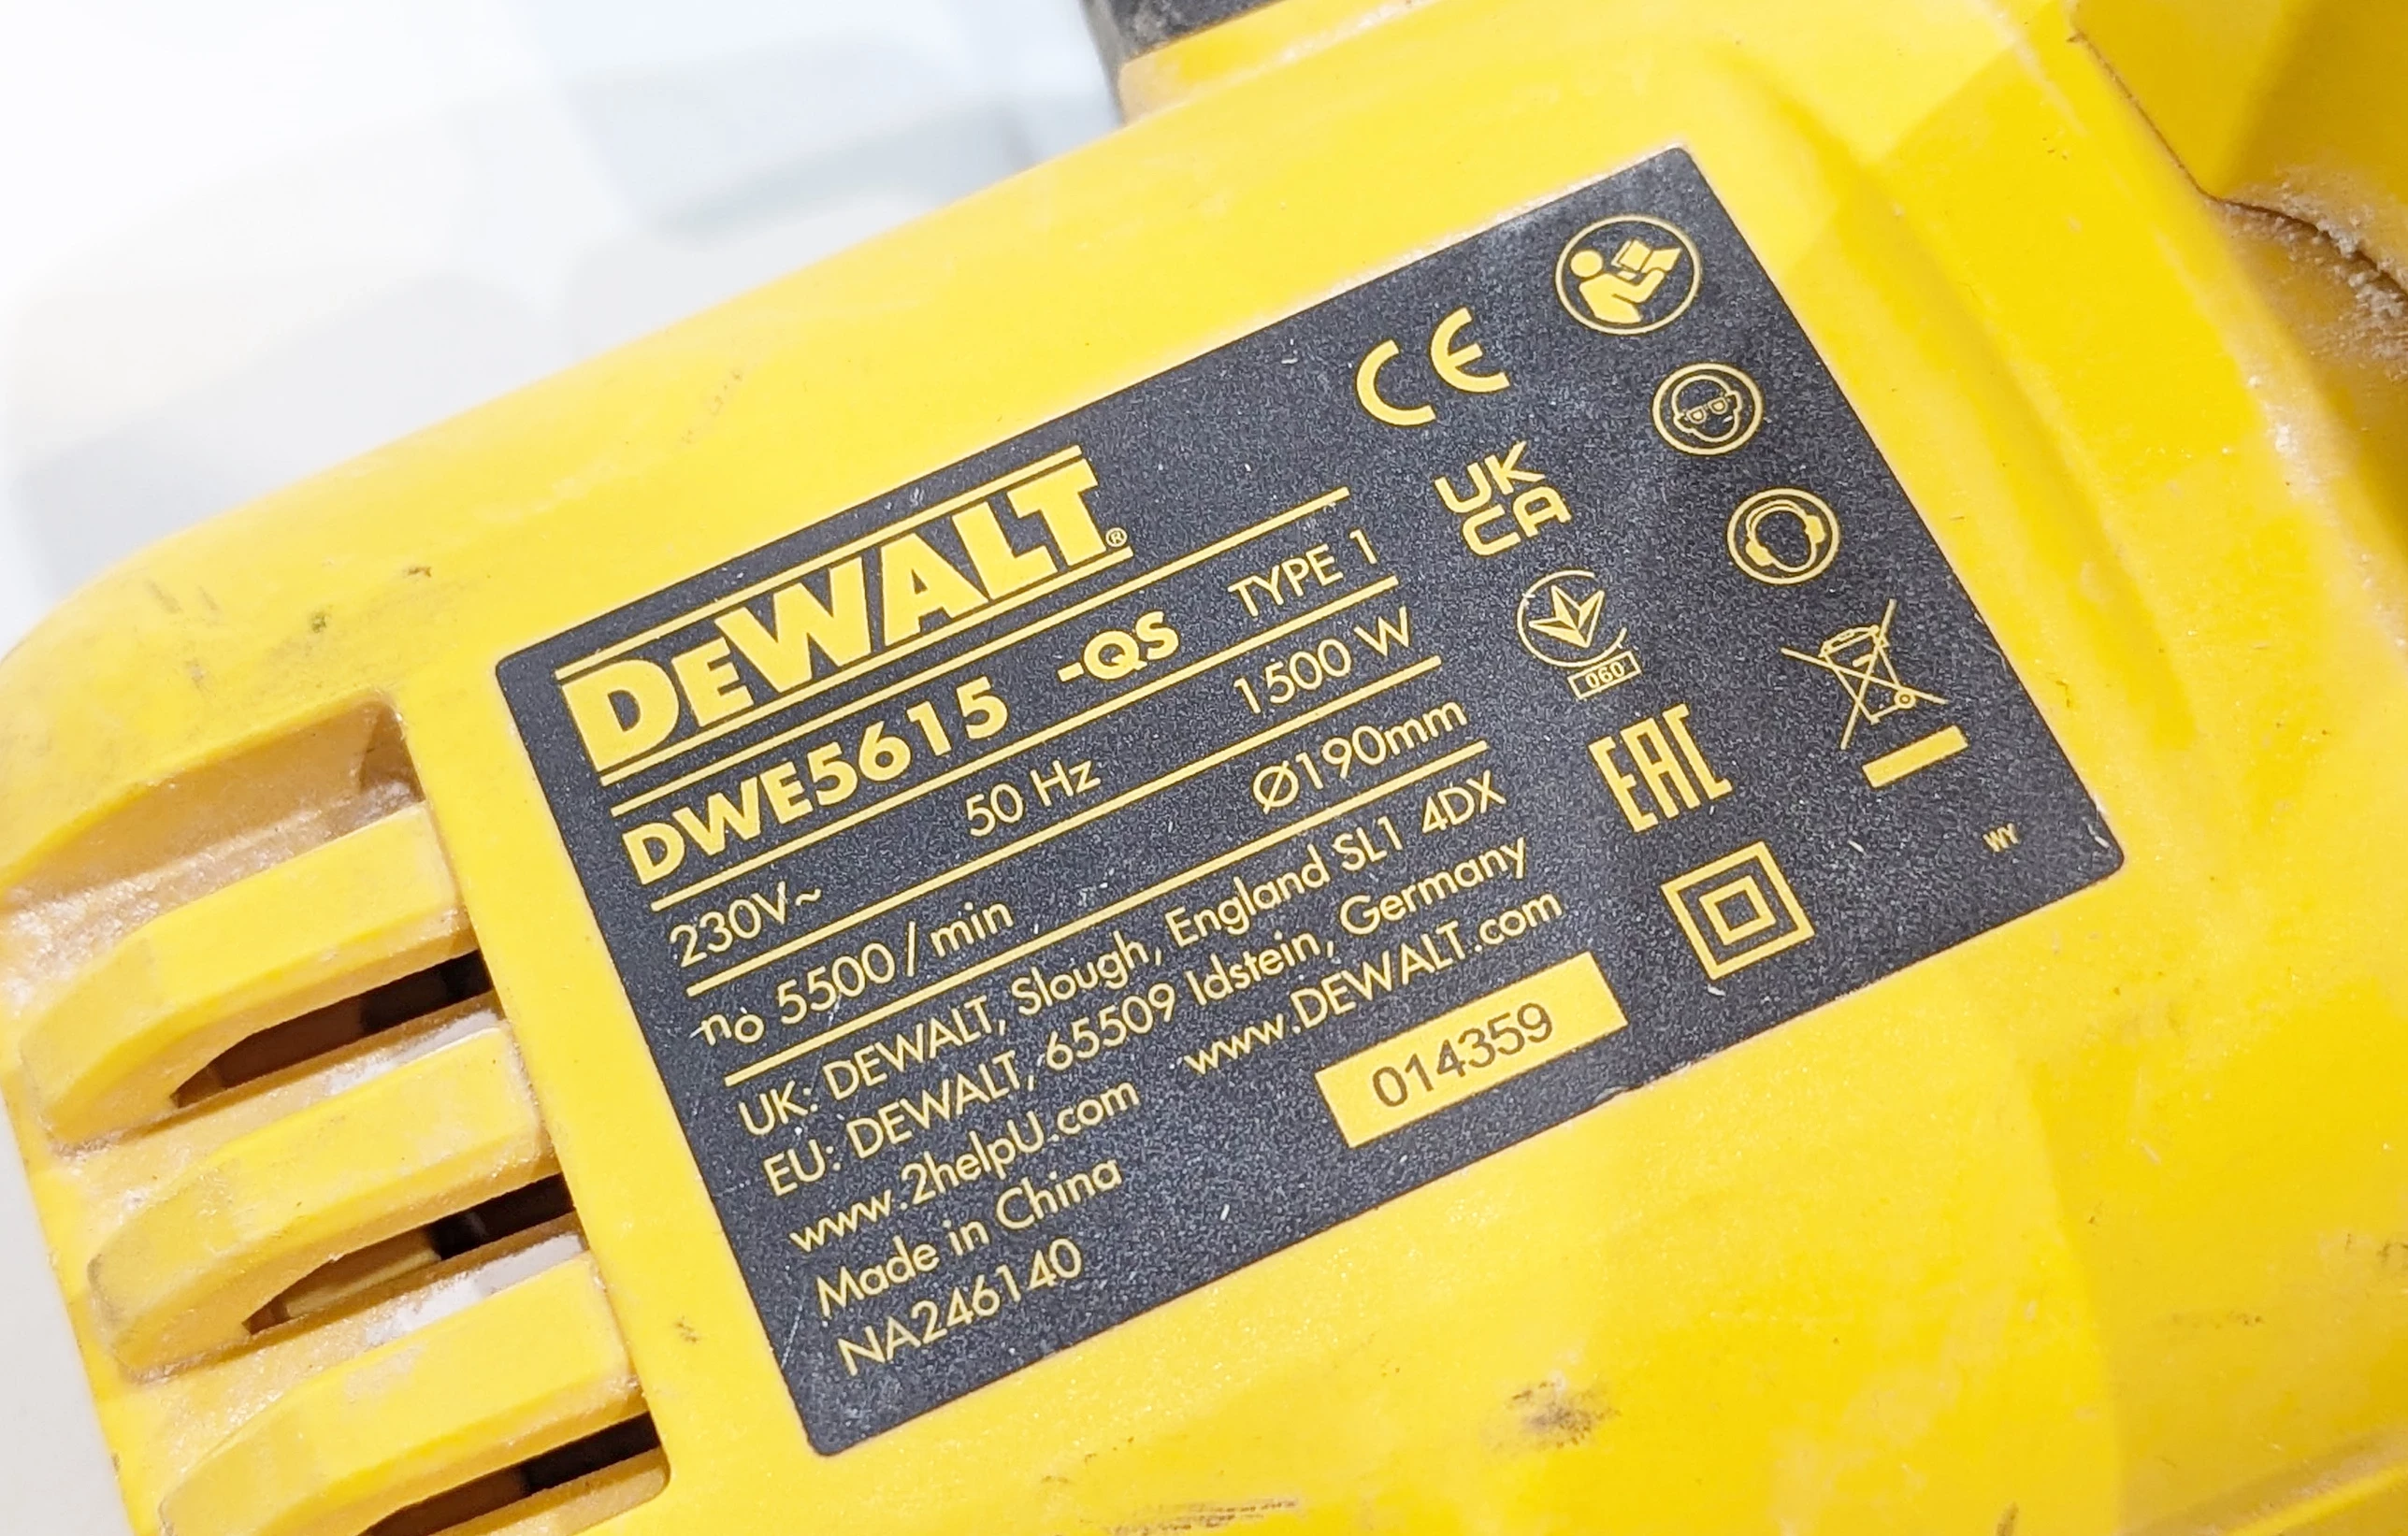 DEWALT®
DWE5615 -QS TYPE 1
230V~ 50 Hz 1500 W
no 5500/min Ø190mm
UK: DEWALT, Slough, England SL1 4DX
EU: DEWALT, 65509 Idstein, Germany
www.2helpU.com www.DEWALT.com
Made in China
NA246140
014359
CE
UK
CA
060
EAC
WY